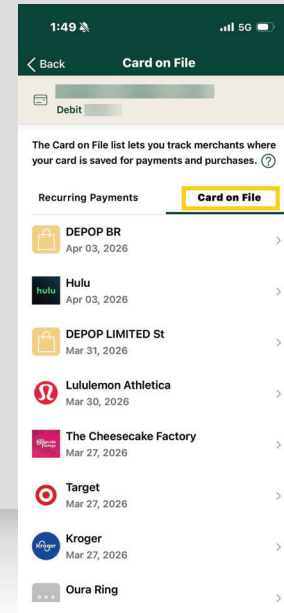 1:49
5G
Back
Card on File
Debit
The Card on File list lets you track merchants where
your card is saved for payments and purchases. ?
Recurring Payments
Card on File
DEPOP BR
Apr 03, 2026
hulu
Hulu
Apr 03, 2026
DEPOP LIMITED St
Mar 31, 2026
Lululemon Athletica
Mar 30, 2026
The Cheesecake Factory
Mar 27, 2026
Target
Mar 27, 2026
Kroger
Kroger
Mar 27, 2026
Oura Ring